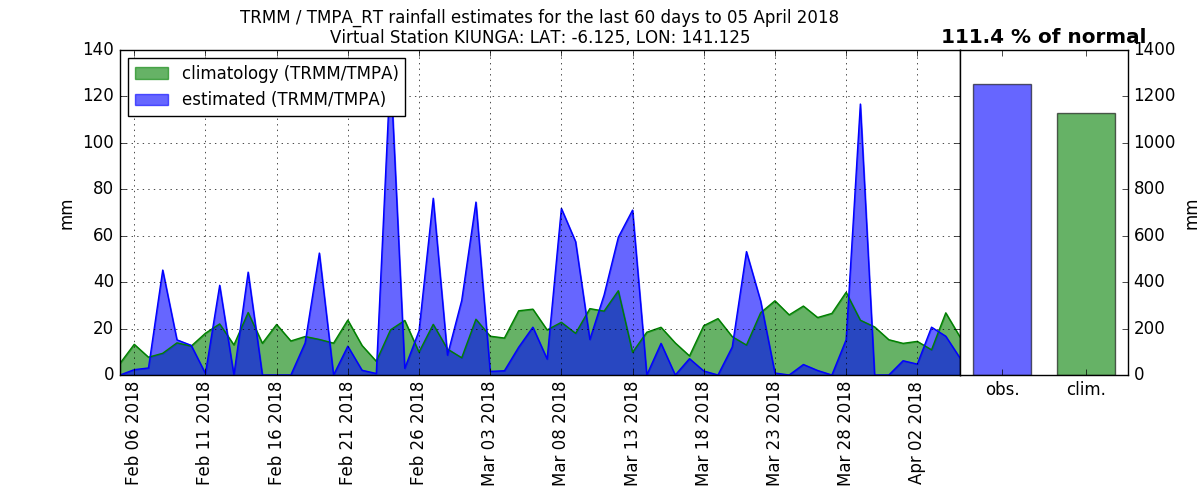 TRMM / TMPA_RT rainfall estimates for the last 60 days to 05 April 2018
Virtual Station KIUNGA: LAT: -6.125, LON: 141.125
111.4 % of normal
climatology (TRMM/TMPA)
estimated (TRMM/TMPA)
mm
140
120
100
80
60
40
20
0
1400
1200
1000
800
600
400
200
0
mm
Feb 06 2018
Feb 11 2018
Feb 16 2018
Feb 21 2018
Feb 26 2018
Mar 03 2018
Mar 08 2018
Mar 13 2018
Mar 18 2018
Mar 23 2018
Mar 28 2018
Apr 02 2018
obs.
clim.